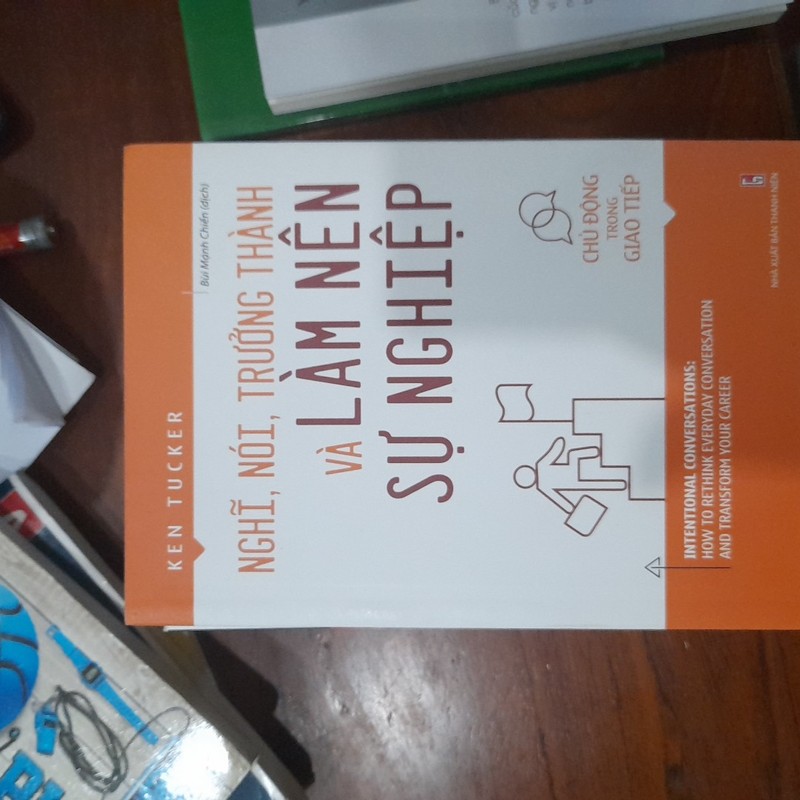 KEN TUCKER
Bùi Mạnh Chiến (dịch)
NGHĨ, NÓI, TRƯỞNG THÀNH
VÀ LÀM NÊN
SỰ NGHIỆP
CHỦ ĐỘNG
TRONG
GIAO TIẾP
INTENTIONAL CONVERSATIONS:
HOW TO RETHINK EVERYDAY CONVERSATION
AND TRANSFORM YOUR CAREER
NHÀ XUẤT BẢN THANH NIÊN